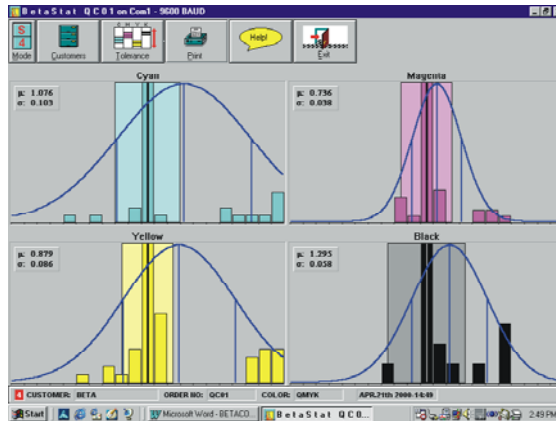 BetaStat QC01 on Com1 - 9600 BAUD
S
4
Mode
Customers
C M Y K
Tolerance
Print
Help!
Exit
Cyan
Magenta
μ: 1.076
σ: 0.103
μ: 0.736
σ: 0.038
Yellow
Black
μ: 0.879
σ: 0.086
μ: 1.295
σ: 0.058
4 CUSTOMER: BETA ORDER NO: QC01 COLOR: QMYK APR.21th 2000-14:49
Start Microsoft Word - BETACO... BetaStat QC0... 2:49 PM